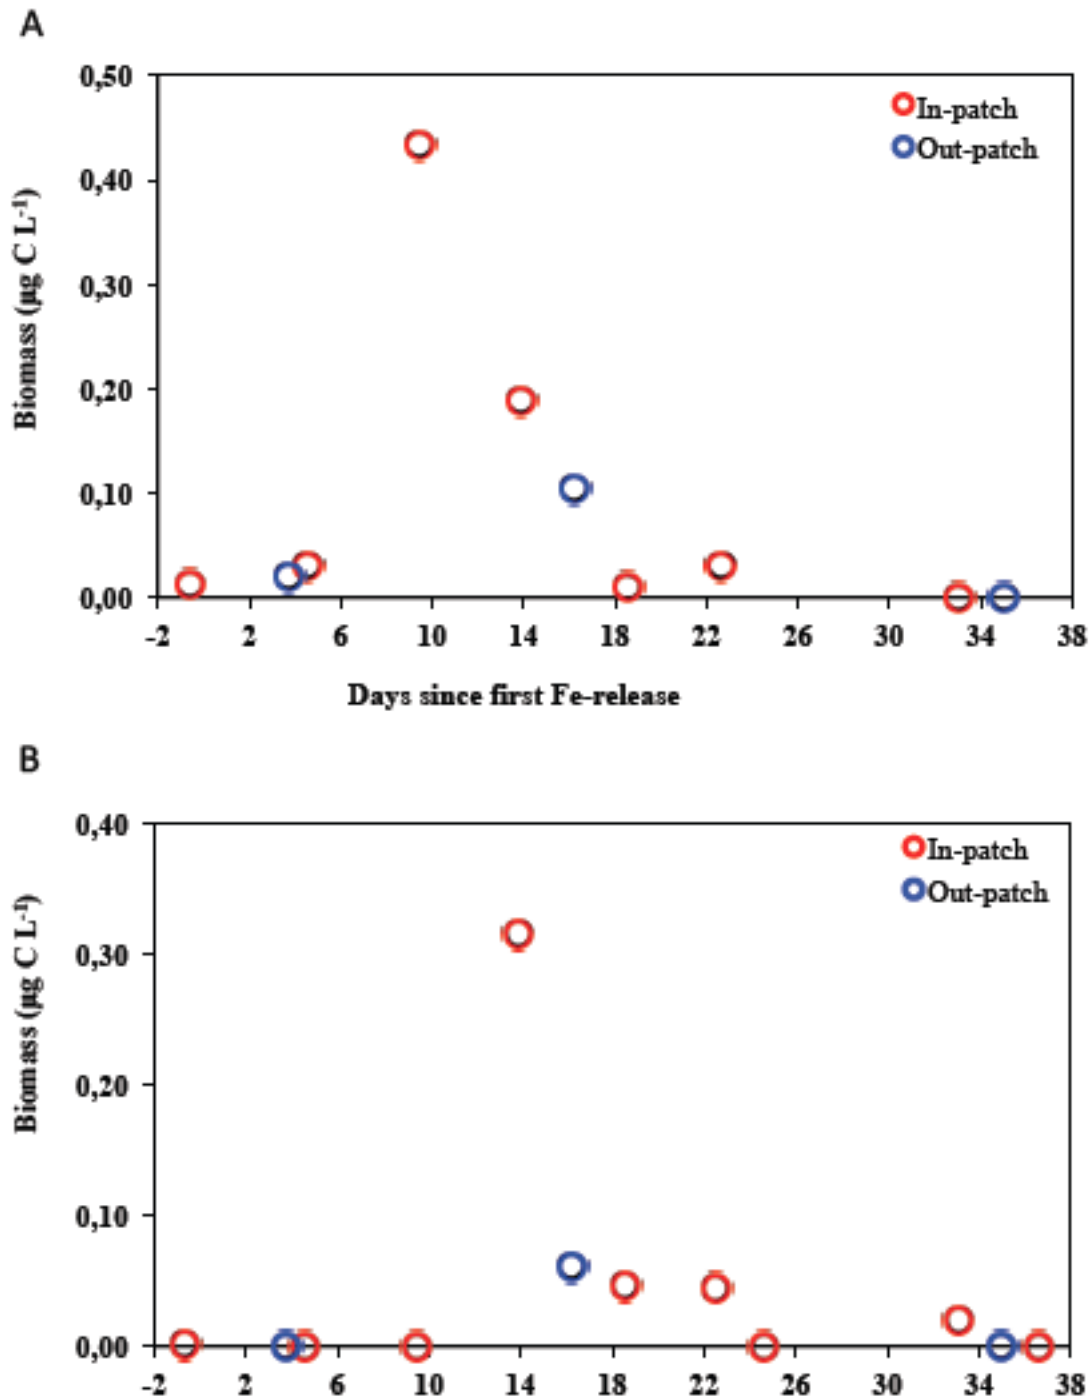 A
0,50
0,40
0,30
0,20
0,10
0,00
Biomass (µg C L⁻¹)
In-patch
Out-patch
-2 2 6 10 14 18 22 26 30 34 38
Days since first Fe-release
B
0,40
0,30
0,20
0,10
0,00
Biomass (µg C L⁻¹)
In-patch
Out-patch
-2 2 6 10 14 18 22 26 30 34 38